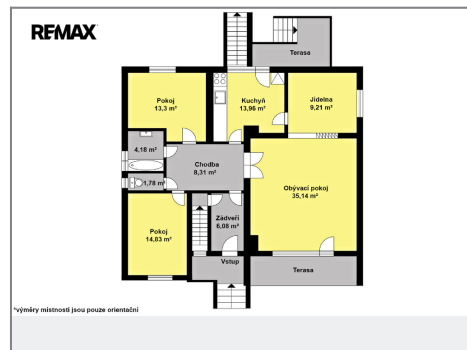 REMAX
Terasa
Pokoj
13,3 m²
Kuchyň
13,96 m²
Jídelna
9,21 m²
4,18 m²
Chodba
8,31 m²
1,78 m²
Obývací pokoj
35,14 m²
Pokoj
14,83 m²
Zádveří
6,08 m²
Vstup
Terasa
*výměry místností jsou pouze orientační